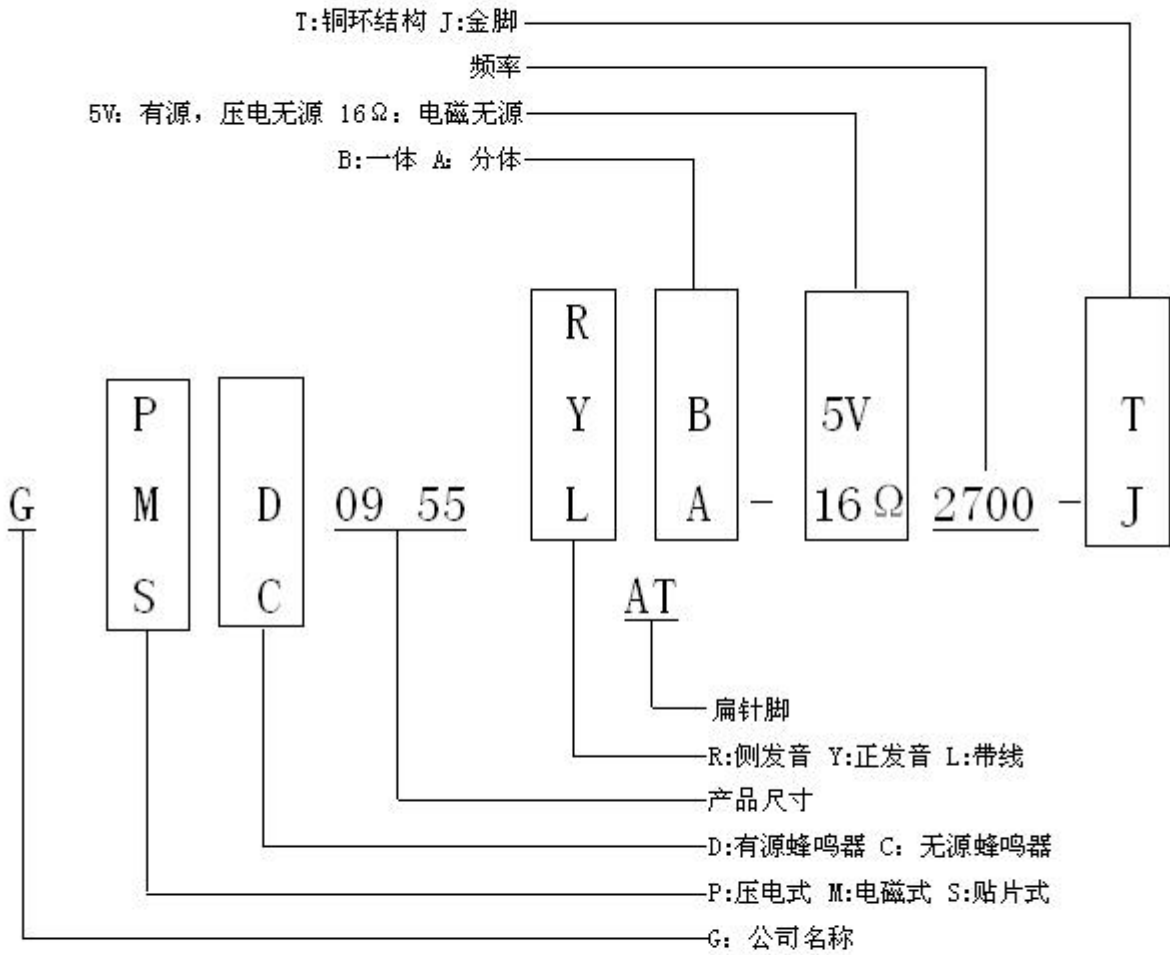 T:铜环结构 J:金脚
频率
5V: 有源, 压电无源 16Ω: 电磁无源
B:一体 A: 分体
R
P Y B 5V T
G M D 09 55 L A - 16Ω 2700 - J
S C AT
扁针脚
R:侧发音 Y:正发音 L:带线
产品尺寸
D:有源蜂鸣器 C: 无源蜂鸣器
P:压电式 M:电磁式 S:贴片式
G: 公司名称